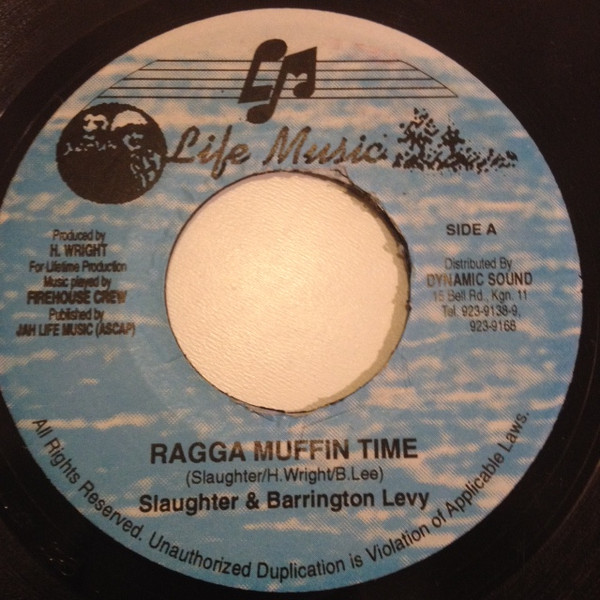 Life Music
Produced by
H. WRIGHT
For Lifetime Production
Music played by
FIREHOUSE CREW
Published by
JAH LIFE MUSIC (ASCAP)
SIDE A
Distributed By
DYNAMIC SOUND
15 Bell Rd., Kgn. 11
Tel. 923-9138-9,
923-9168
RAGGA MUFFIN TIME
(Slaughter/H.Wright/B.Lee)
Slaughter & Barrington Levy
All Rights Reserved. Unauthorized Duplication is Violation of Applicable Laws.